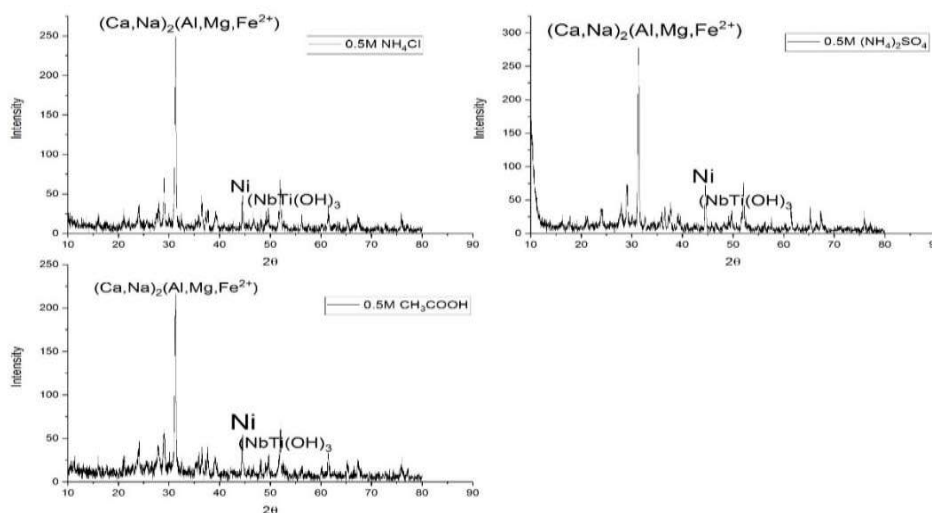 (Ca,Na)₂(Al,Mg,Fe²⁺)
0.5M NH₄Cl
250
200
150
100
50
0
Intensity
Ni
(NbTi(OH)₃
10 20 30 40 50 60 70 80 90
2θ
(Ca,Na)₂(Al,Mg,Fe²⁺)
0.5M (NH₄)₂SO₄
300
250
200
150
100
50
0
Intensity
Ni
(NbTi(OH)₃
10 20 30 40 50 60 70 80 90
2θ
(Ca,Na)₂(Al,Mg,Fe²⁺)
0.5M CH₃COOH
250
200
150
100
50
0
Intensity
Ni
(NbTi(OH)₃
10 20 30 40 50 60 70 80 90
2θ